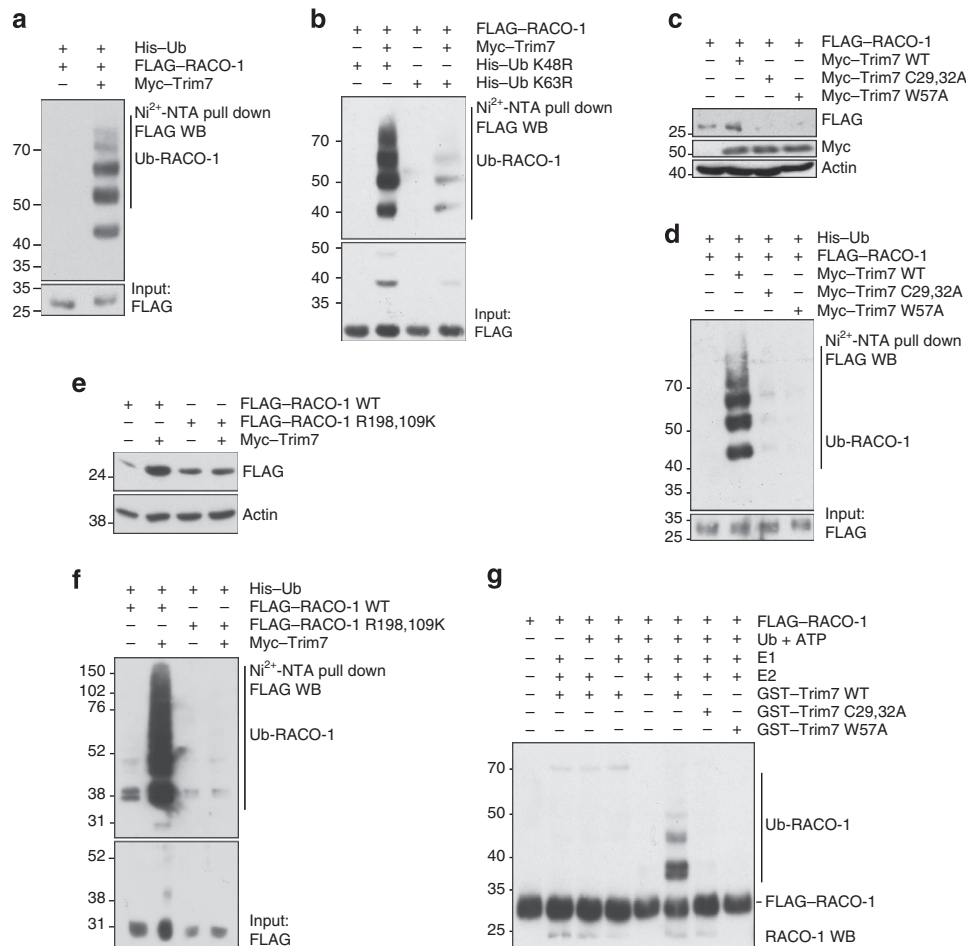 a
+ + His–Ub
+ + FLAG–RACO-1
– + Myc–Trim7
Ni2+-NTA pull down
FLAG WB
Ub-RACO-1
70
50
40
35
35
25
Input:
FLAG
b
+ + + + FLAG–RACO-1
– + – + Myc–Trim7
+ + – – His–Ub K48R
– – + + His–Ub K63R
Ni2+-NTA pull down
FLAG WB
Ub-RACO-1
70
50
40
50
40
35
Input:
FLAG
c
+ + + + FLAG–RACO-1
– + – – Myc–Trim7 WT
– – + – Myc–Trim7 C29,32A
– – – + Myc–Trim7 W57A
25
FLAG
50
Myc
40
Actin
d
+ + + + His–Ub
+ + + + FLAG–RACO-1
– + – – Myc–Trim7 WT
– – + – Myc–Trim7 C29,32A
– – – + Myc–Trim7 W57A
Ni2+-NTA pull down
FLAG WB
Ub-RACO-1
70
50
40
35
35
25
Input:
FLAG
e
+ + – – FLAG–RACO-1 WT
– – + + FLAG–RACO-1 R198,109K
– + – + Myc–Trim7
24
FLAG
38
Actin
f
+ + + + His–Ub
+ + – – FLAG–RACO-1 WT
– – + + FLAG–RACO-1 R198,109K
– + – + Myc–Trim7
Ni2+-NTA pull down
FLAG WB
Ub-RACO-1
150
102
76
52
38
31
52
38
31
Input:
FLAG
g
+ + + + + + + + FLAG–RACO-1
– – + + + + + + Ub + ATP
– + – + – + + + E1
– + + – + + + + E2
– + + + – + – – GST–Trim7 WT
– – – – – – + – GST–Trim7 C29,32A
– – – – – – – + GST–Trim7 W57A
70
50
40
35
25
Ub-RACO-1
FLAG–RACO-1
RACO-1 WB